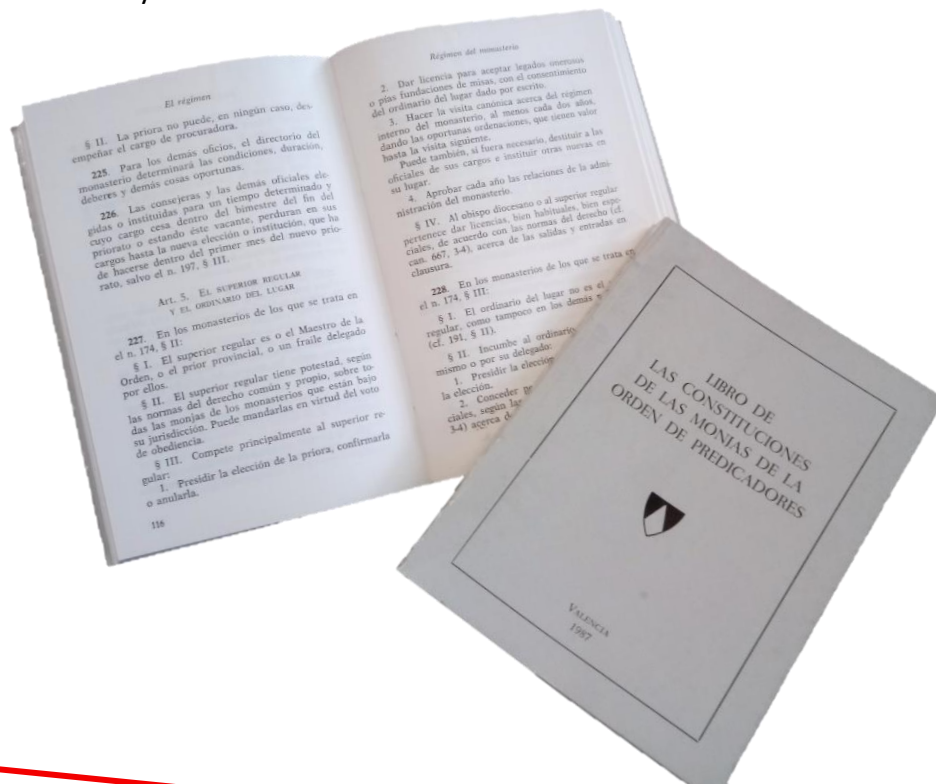 El régimen
§ II. La priora no puede, en ningún caso, des-
empeñar el cargo de procuradora.
225. Para los demás oficios, el directorio del
monasterio determinará las condiciones, duración,
deberes y demás cosas oportunas.
226. Las consejeras y las demás oficiales ele-
gidas o instituidas para un tiempo determinado y
cuyo cargo cesa dentro del bimestre del fin del
priorato o estando éste vacante, perduran en sus
cargos hasta la nueva elección o institución, que ha
de hacerse dentro del primer mes del nuevo prio-
rato, salvo el n. 197, § III.
Art. 5. EL SUPERIOR REGULAR
Y EL ORDINARIO DEL LUGAR
227. En los monasterios de los que se trata en
el n. 174, § II:
§ I. El superior regular es o el Maestro de la
Orden, o el prior provincial, o un fraile delegado
por ellos.
§ II. El superior regular tiene potestad, según
las normas del derecho común y propio, sobre to-
das las monjas de los monasterios que están bajo
su jurisdicción. Puede mandarlas en virtud del voto
de obediencia.
§ III. Compete principalmente al superior re-
gular:
1. Presidir la elección de la priora, confirmarla
o anularla.
116
Régimen del monasterio
2. Dar licencia para aceptar legados onerosos
o pías fundaciones de misas, con el consentimiento
del ordinario del lugar dado por escrito.
3. Hacer la visita canónica acerca del régimen
interno del monasterio, al menos cada dos años,
dando las oportunas ordenaciones, que tienen valor
hasta la visita siguiente.
Puede también, si fuera necesario, destituir a las
oficiales de sus cargos e instituir otras nuevas en
su lugar.
4. Aprobar cada año las relaciones de la admi-
nistración del monasterio.
§ IV. Al obispo diocesano o al superior regular
pertenece dar licencias, bien habituales, bien espe-
ciales, de acuerdo con las normas del derecho (cf.
can. 667, 3-4), acerca de las salidas y entradas en
clausura.
228. En los monasterios de los que se trata en
el n. 174, § III:
§ I. El ordinario del lugar no es el
regular, como tampoco en los demás
(cf. 191, § II).
§ II. Incumbe al ordinario
mismo o por su delegado:
1. Presidir la elección
la elección.
2. Conceder
ciales, según las
3-4) acerca
LIBRO DE
LAS CONSTITUCIONES
DE LAS MONJAS DE LA
ORDEN DE PREDICADORES
VALENCIA
1987